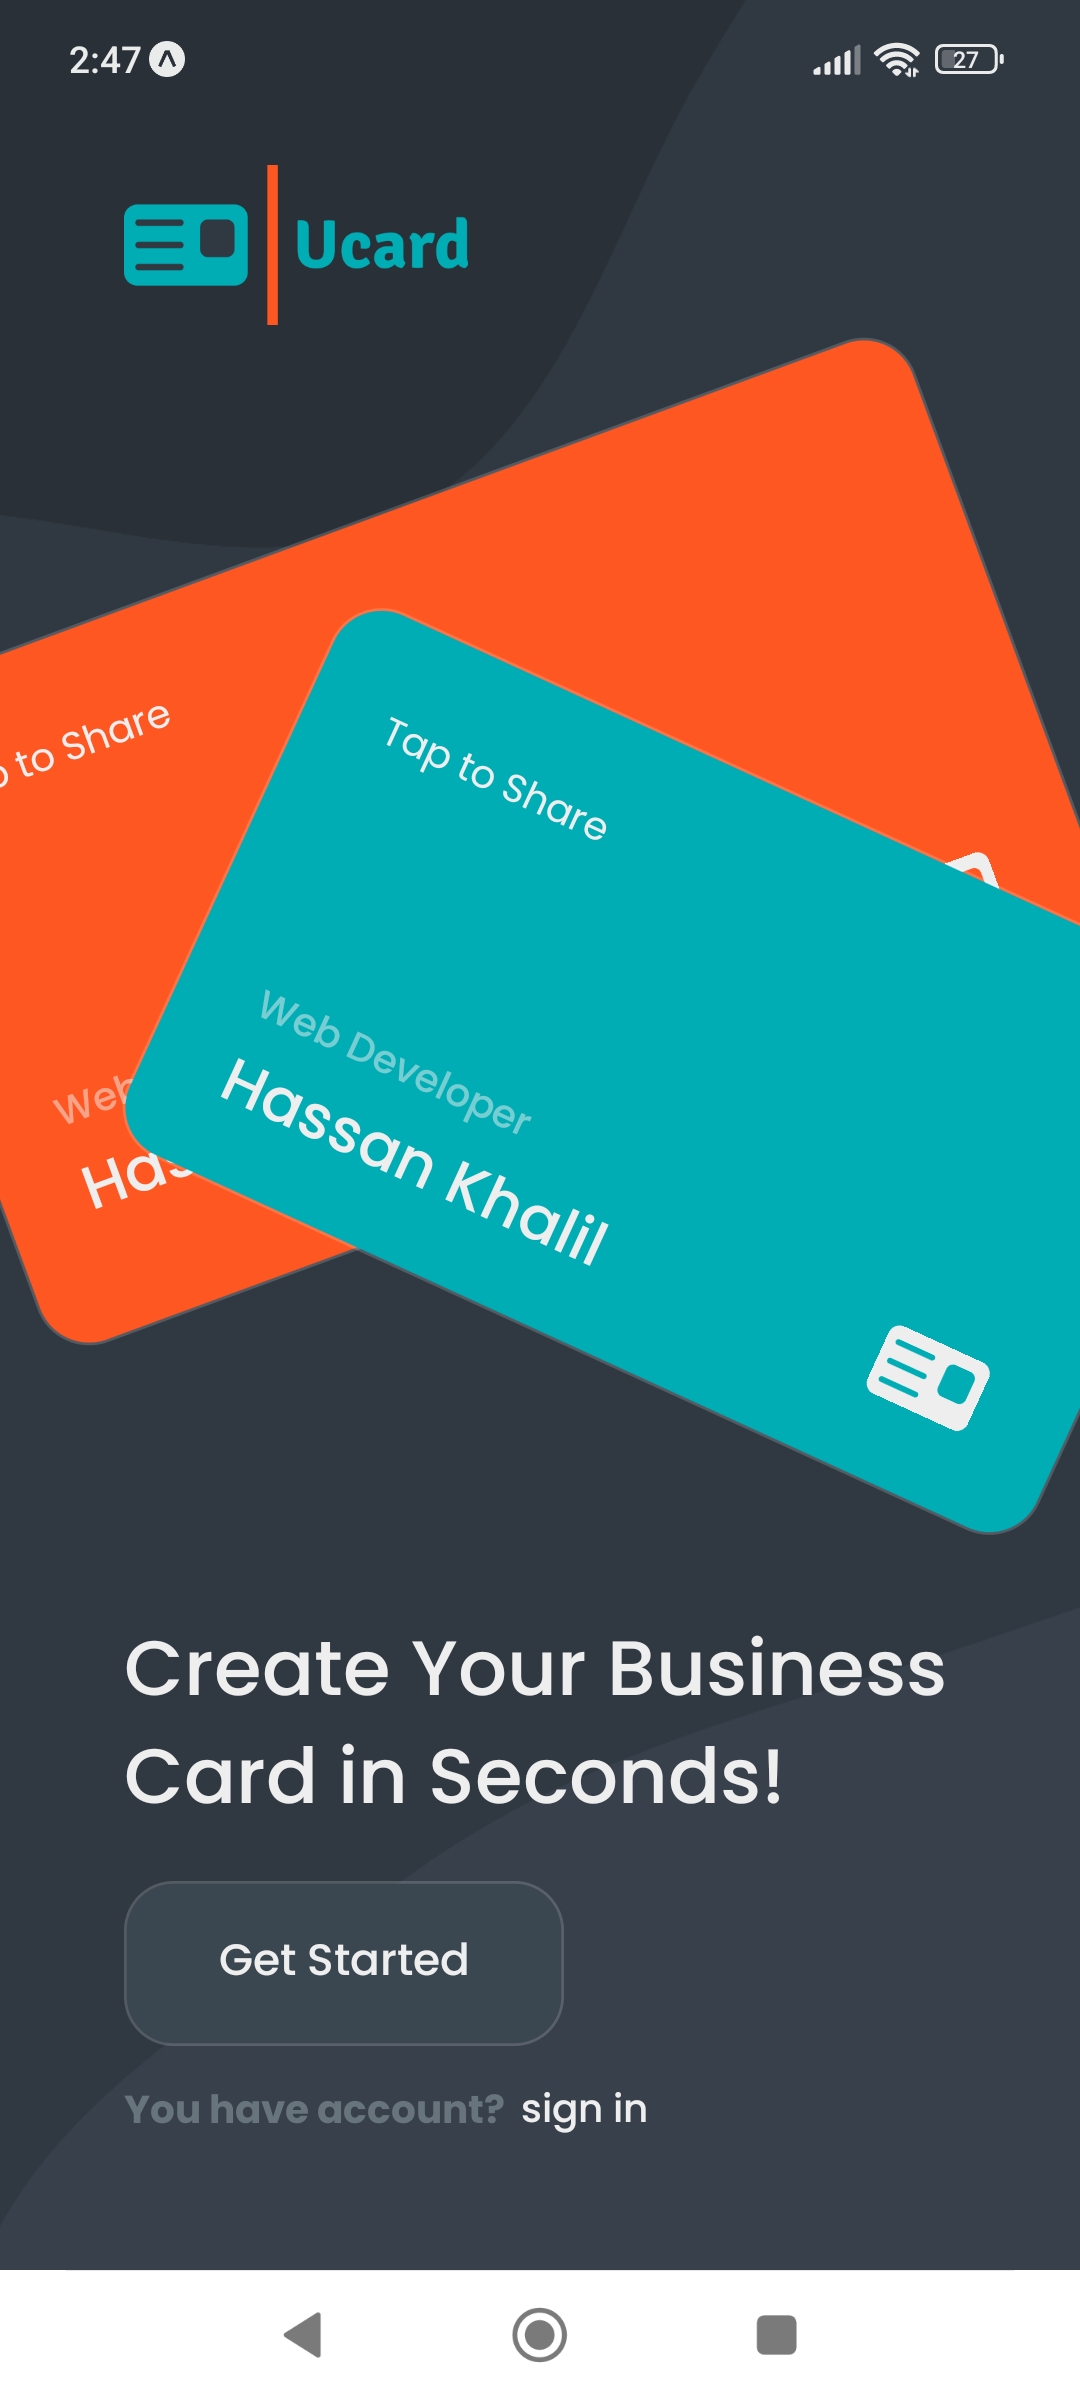 2:47
27
Ucard
to Share
Tap to Share
Web Developer
Hassan Khalil
Web
Has
Create Your Business
Card in Seconds!
Get Started
You have account? sign in